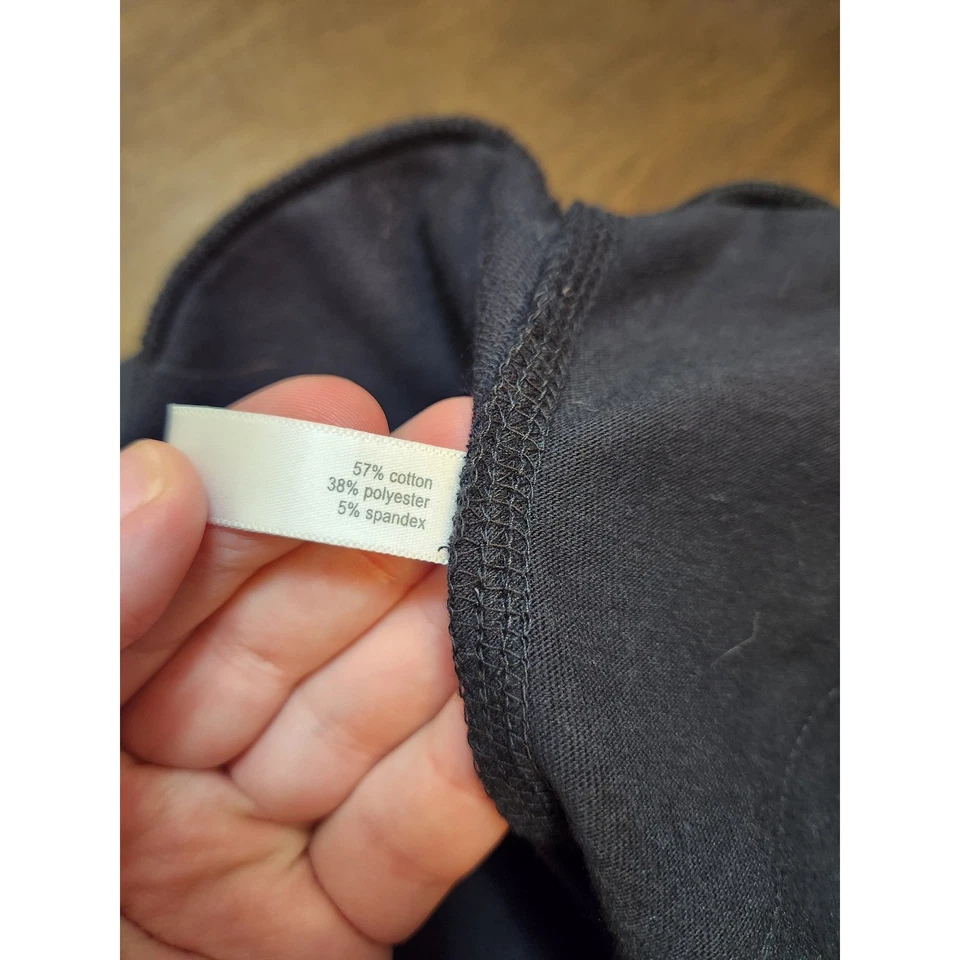 57% cotton
38% polyester
5% spandex